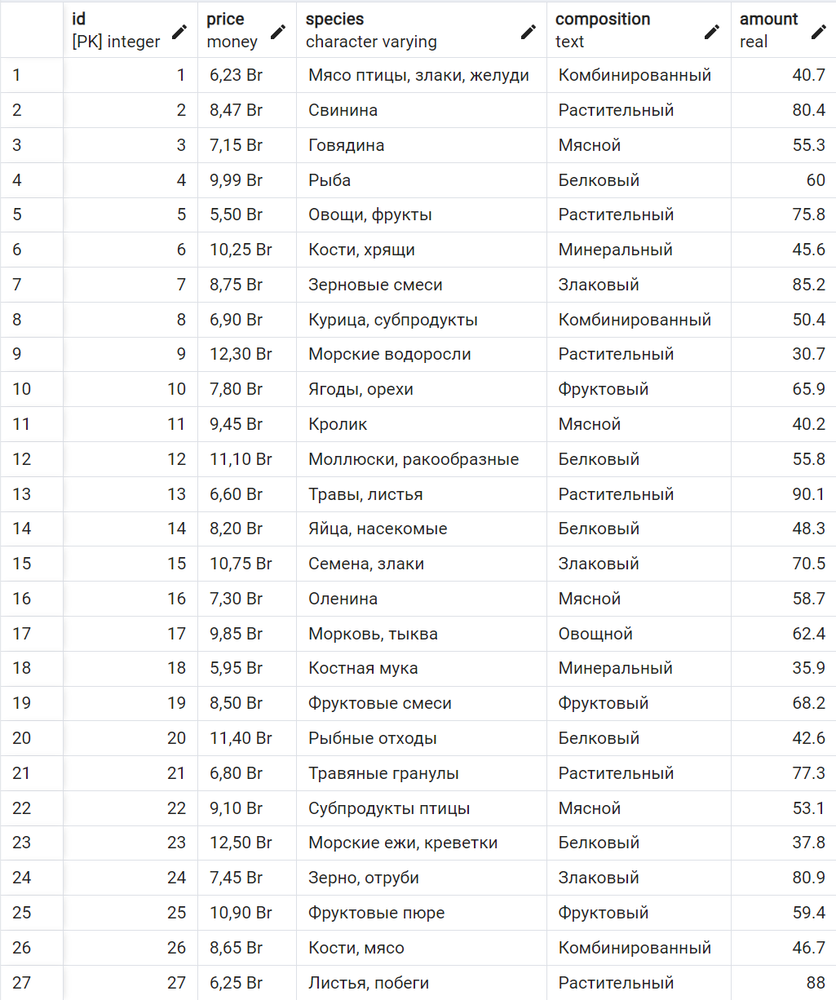 id price species composition amount
[PK] integer money character varying text real
1 1 6,23 Br Мясо птицы, злаки, желуди Комбинированный 40.7
2 2 8,47 Br Свинина Растительный 80.4
3 3 7,15 Br Говядина Мясной 55.3
4 4 9,99 Br Рыба Белковый 60
5 5 5,50 Br Овощи, фрукты Растительный 75.8
6 6 10,25 Br Кости, хрящи Минеральный 45.6
7 7 8,75 Br Зерновые смеси Злаковый 85.2
8 8 6,90 Br Курица, субпродукты Комбинированный 50.4
9 9 12,30 Br Морские водоросли Растительный 30.7
10 10 7,80 Br Ягоды, орехи Фруктовый 65.9
11 11 9,45 Br Кролик Мясной 40.2
12 12 11,10 Br Моллюски, ракообразные Белковый 55.8
13 13 6,60 Br Травы, листья Растительный 90.1
14 14 8,20 Br Яйца, насекомые Белковый 48.3
15 15 10,75 Br Семена, злаки Злаковый 70.5
16 16 7,30 Br Оленина Мясной 58.7
17 17 9,85 Br Морковь, тыква Овощной 62.4
18 18 5,95 Br Костная мука Минеральный 35.9
19 19 8,50 Br Фруктовые смеси Фруктовый 68.2
20 20 11,40 Br Рыбные отходы Белковый 42.6
21 21 6,80 Br Травяные гранулы Растительный 77.3
22 22 9,10 Br Субпродукты птицы Мясной 53.1
23 23 12,50 Br Морские ежи, креветки Белковый 37.8
24 24 7,45 Br Зерно, отруби Злаковый 80.9
25 25 10,90 Br Фруктовые пюре Фруктовый 59.4
26 26 8,65 Br Кости, мясо Комбинированный 46.7
27 27 6,25 Br Листья, побеги Растительный 88